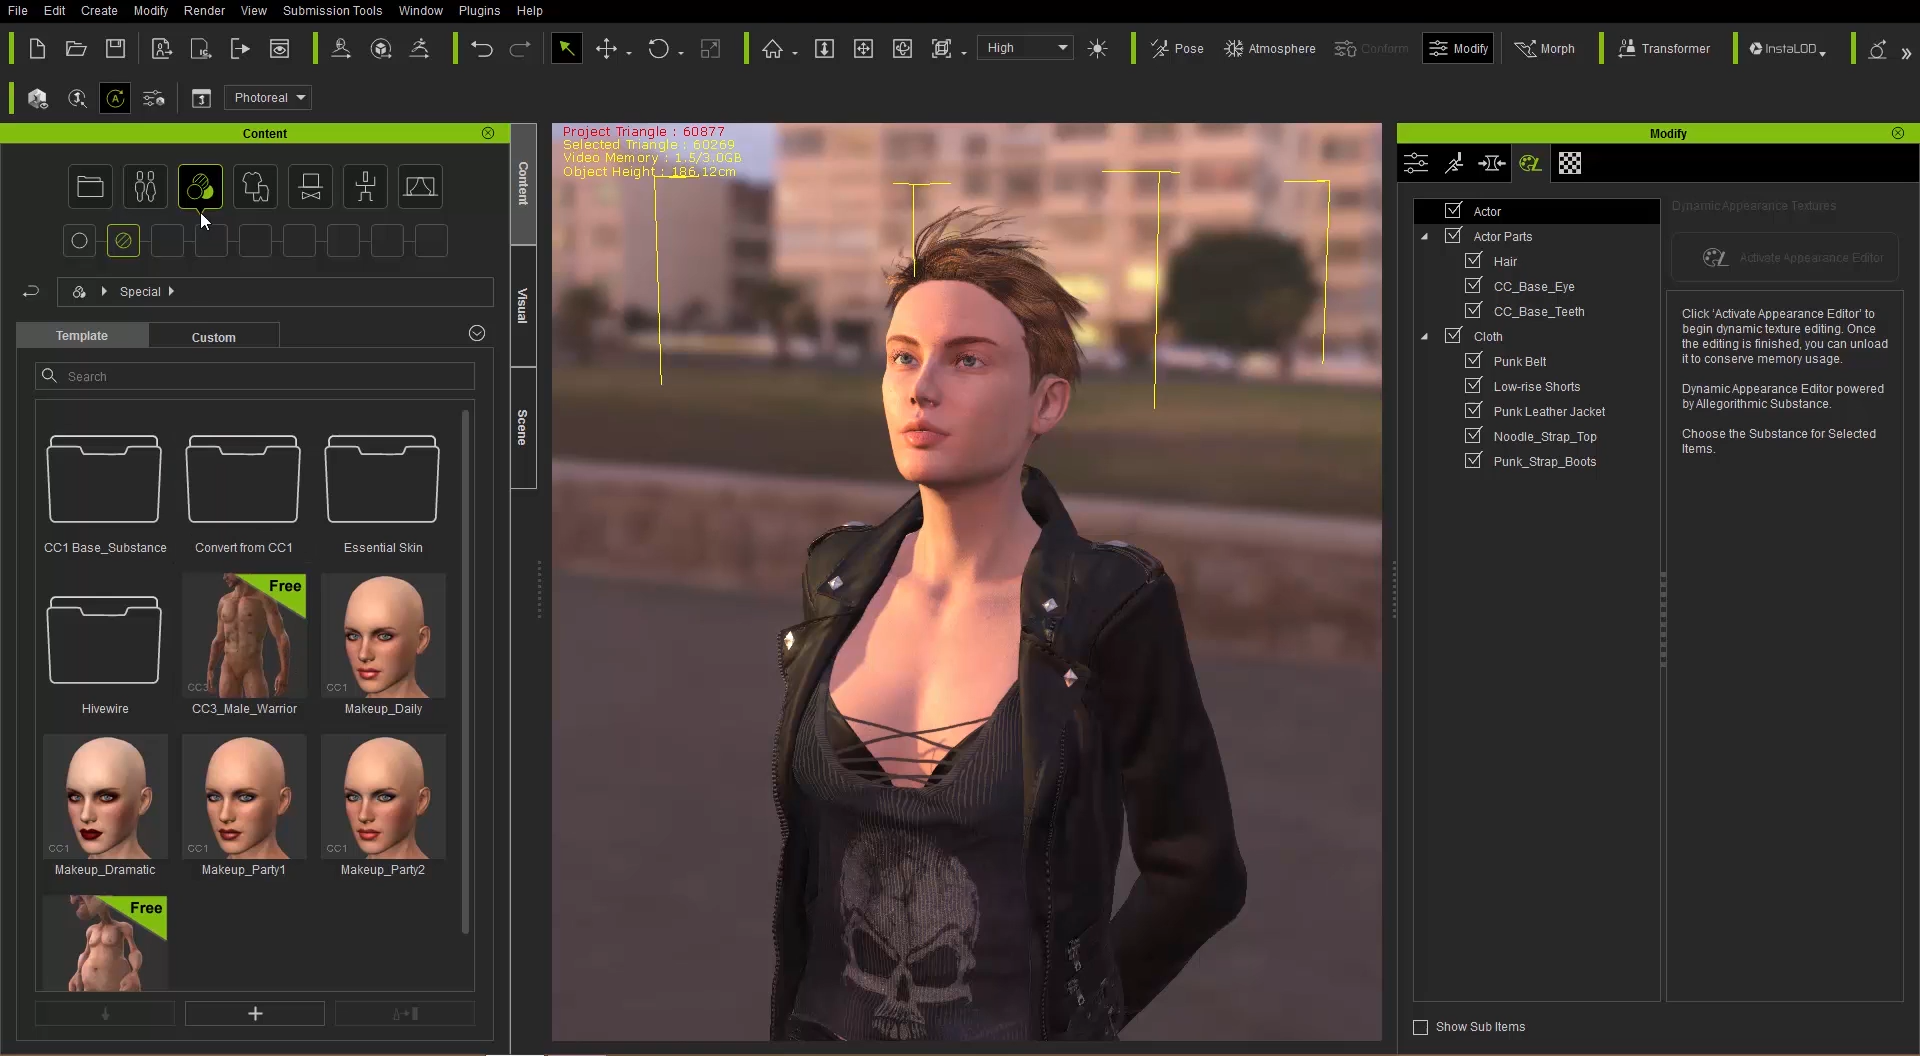 File Edit Create Modify Render View Submission Tools Window Plugins Help
High Pose Atmosphere Conform Modify Morph Transformer InstaLOD
Photoreal
Content
Special
Template Custom
Search
CC1 Base_Substance Convert from CC1 Essential Skin
Free
CC3
CC1
Hivewire CC3_Male_Warrior Makeup_Daily
CC1
CC1
CC1
Makeup_Dramatic Makeup_Party1 Makeup_Party2
Free
Content
Visual
Scene
Project Triangle : 60877
Selected Triangle : 60269
Video Memory : 1.5/3.0GB
Object Height : 186.12cm
Modify
Actor
Actor Parts
Hair
CC_Base_Eye
CC_Base_Teeth
Cloth
Punk Belt
Low-rise Shorts
Punk Leather Jacket
Noodle_Strap_Top
Punk_Strap_Boots
Show Sub Items
Dynamic Appearance Textures
Activate Appearance Editor
Click 'Activate Appearance Editor' to
begin dynamic texture editing. Once
the editing is finished, you can unload
it to conserve memory usage.
Dynamic Appearance Editor powered
by Allegorithmic Substance.
Choose the Substance for Selected
Items.